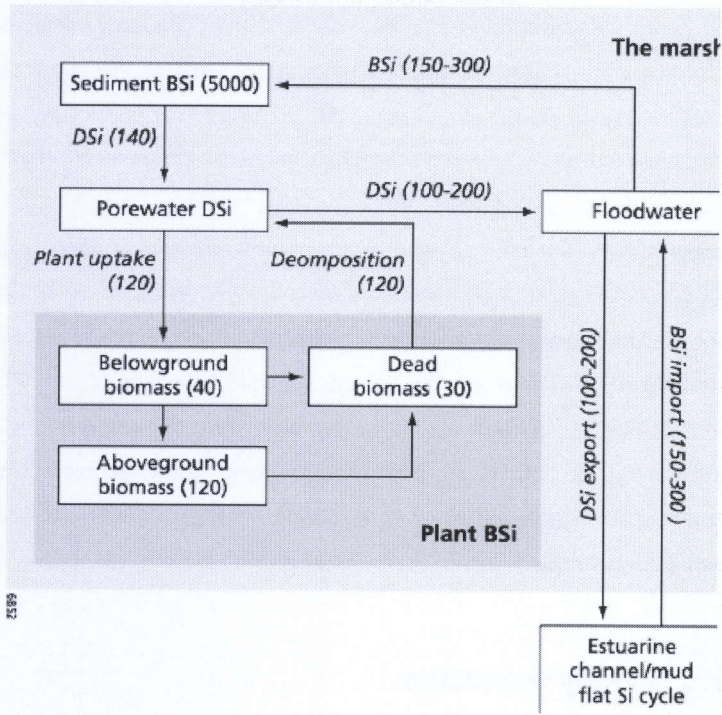 The marsh
BSi (150-300)
Sediment BSi (5000)
DSi (140)
DSi (100-200)
Porewater DSi
Floodwater
Plant uptake
(120)
Deomposition
(120)
Belowground
biomass (40)
Dead
biomass (30)
Aboveground
biomass (120)
Plant BSi
DSi export (100-200)
BSi import (150-300 )
6852
Estuarine
channel/mud
flat Si cycle